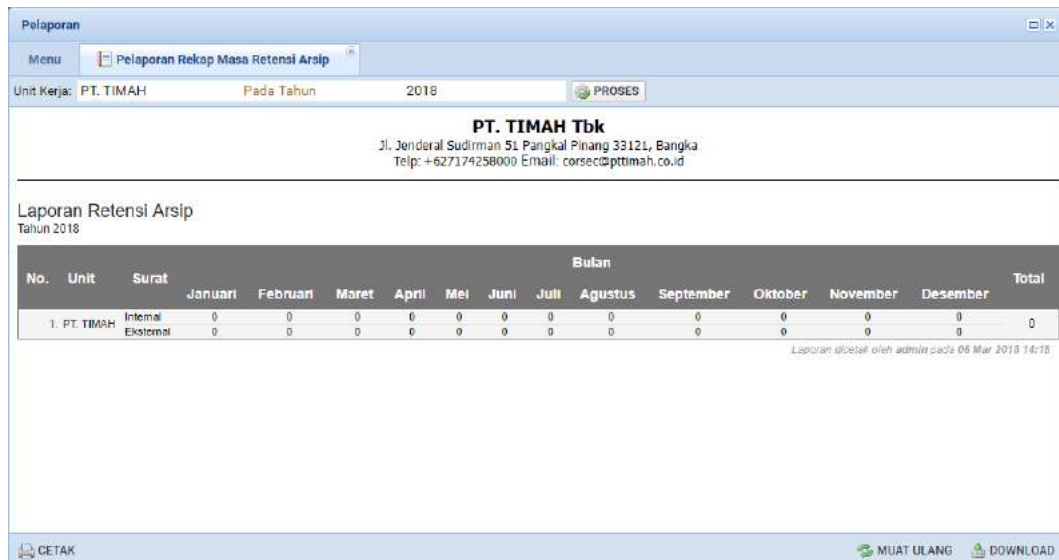 Pelaporan
Menu Pelaporan Rekap Masa Retensi Arsip
Unit Kerja: PT. TIMAH Pada Tahun 2018 PROSES
PT. TIMAH Tbk
Jl. Jenderal Sudirman 51 Pangkal Pinang 33121, Bangka
Telp: +627174258000 Email: corsec@pttimah.co.id
Laporan Retensi Arsip
Tahun 2018
Bulan
No. Unit Surat Total
Januari Februari Maret April Mei Juni Juli Agustus September Oktober November Desember
Internal 0 0 0 0 0 0 0 0 0 0 0 0
1. PT. TIMAH 0
Eksternal 0 0 0 0 0 0 0 0 0 0 0 0
Laporan dicetak oleh admin pada 06 Mar 2018 14:18
CETAK MUAT ULANG DOWNLOAD